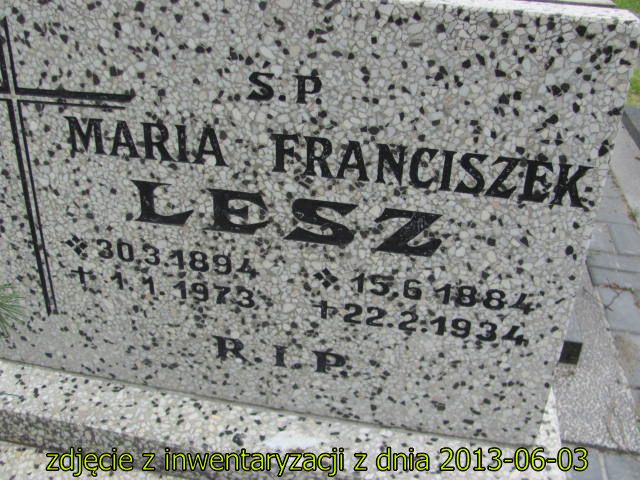 Ś.P.
MARIA FRANCISZEK
LESZ
* 30.3.1894 * 15.6 1884
+ 1.1.1973 + 22.2.1934
R.I.P.
zdjęcie z inwentaryzacji z dnia 2013-06-03